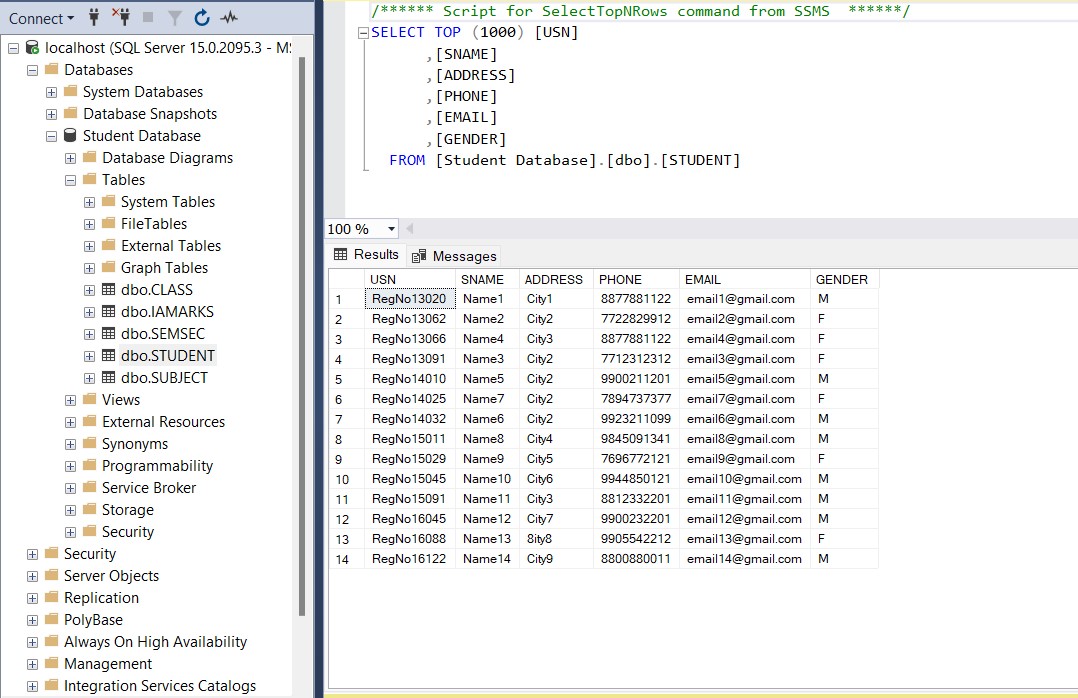 Connect
localhost (SQL Server 15.0.2095.3 - MS
Databases
System Databases
Database Snapshots
Student Database
Database Diagrams
Tables
System Tables
FileTables
External Tables
Graph Tables
dbo.CLASS
dbo.IAMARKS
dbo.SEMSEC
dbo.STUDENT
dbo.SUBJECT
Views
External Resources
Synonyms
Programmability
Service Broker
Storage
Security
Security
Server Objects
Replication
PolyBase
Always On High Availability
Management
Integration Services Catalogs
/****** Script for SelectTopNRows command from SSMS  ******/
SELECT TOP (1000) [USN]
,[SNAME]
,[ADDRESS]
,[PHONE]
,[EMAIL]
,[GENDER]
FROM [Student Database].[dbo].[STUDENT]
100 %
Results Messages
USN SNAME ADDRESS PHONE EMAIL GENDER
1 RegNo13020 Name1 City1 8877881122 email1@gmail.com M
2 RegNo13062 Name2 City2 7722829912 email2@gmail.com F
3 RegNo13066 Name4 City3 8877881122 email4@gmail.com F
4 RegNo13091 Name3 City2 7712312312 email3@gmail.com F
5 RegNo14010 Name5 City2 9900211201 email5@gmail.com M
6 RegNo14025 Name7 City2 7894737377 email7@gmail.com F
7 RegNo14032 Name6 City2 9923211099 email6@gmail.com M
8 RegNo15011 Name8 City4 9845091341 email8@gmail.com M
9 RegNo15029 Name9 City5 7696772121 email9@gmail.com F
10 RegNo15045 Name10 City6 9944850121 email10@gmail.com M
11 RegNo15091 Name11 City3 8812332201 email11@gmail.com M
12 RegNo16045 Name12 City7 9900232201 email12@gmail.com M
13 RegNo16088 Name13 8ity8 9905542212 email13@gmail.com F
14 RegNo16122 Name14 City9 8800880011 email14@gmail.com M